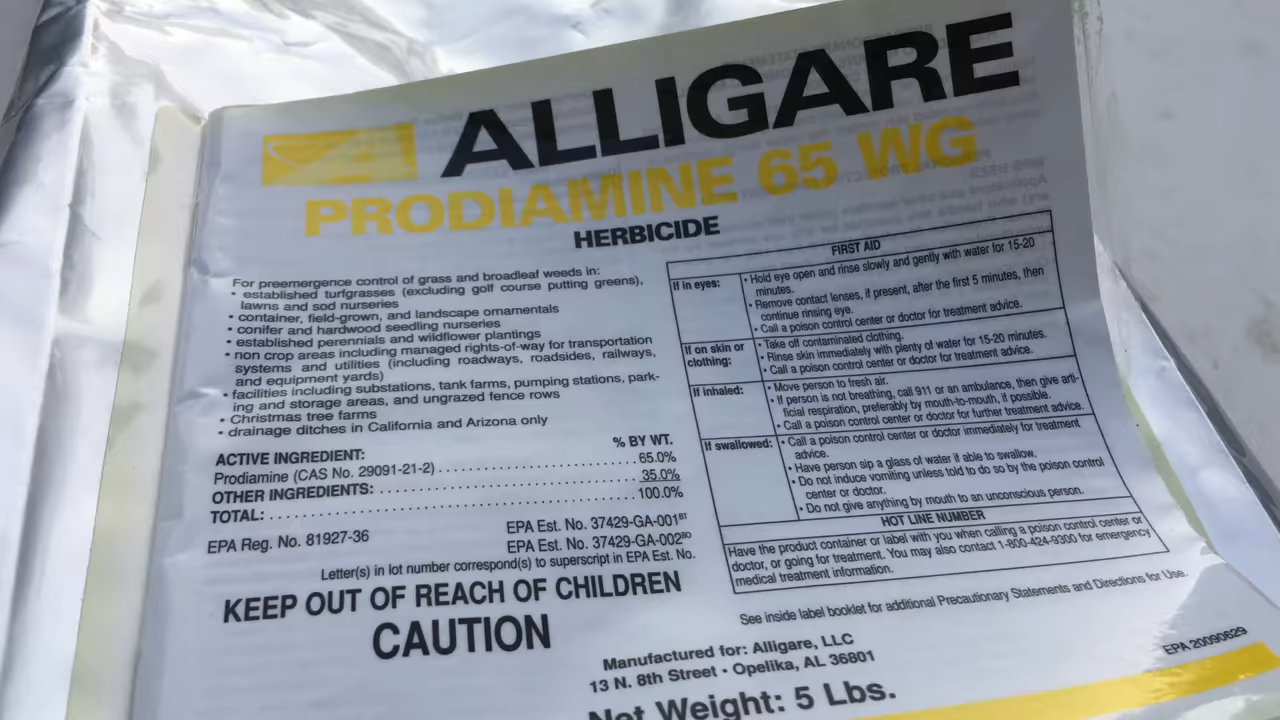 ALLIGARE
PRODIAMINE 65 WG
HERBICIDE
For preemergence control of grass and broadleaf weeds in:
• established turfgrasses (excluding golf course putting greens),
lawns and sod nurseries
• container, field-grown, and landscape ornamentals
• conifer and hardwood seedling nurseries
• established perennials and wildflower plantings
• non crop areas including managed rights-of-way for transportation
systems and utilities (including roadways, roadsides, railways,
and equipment yards)
• facilities including substations, tank farms, pumping stations, park-
ing and storage areas, and ungrazed fence rows
• Christmas tree farms
• drainage ditches in California and Arizona only
% BY WT.
ACTIVE INGREDIENT:
Prodiamine (CAS No. 29091-21-2) ................................ 65.0%
OTHER INGREDIENTS: ........................................ 35.0%
TOTAL: ........................................................ 100.0%
EPA Reg. No. 81927-36
EPA Est. No. 37429-GA-001ᴮᵀ
EPA Est. No. 37429-GA-002ᴮᴼ
Letter(s) in lot number correspond(s) to superscript in EPA Est. No.
KEEP OUT OF REACH OF CHILDREN
CAUTION
FIRST AID
If in eyes:
• Hold eye open and rinse slowly and gently with water for 15-20
minutes.
• Remove contact lenses, if present, after the first 5 minutes, then
continue rinsing eye.
• Call a poison control center or doctor for treatment advice.
If on skin or
clothing:
• Take off contaminated clothing.
• Rinse skin immediately with plenty of water for 15-20 minutes.
• Call a poison control center or doctor for treatment advice.
If inhaled:
• Move person to fresh air.
• If person is not breathing, call 911 or an ambulance, then give arti-
ficial respiration, preferably by mouth-to-mouth, if possible.
• Call a poison control center or doctor for further treatment advice.
If swallowed:
• Call a poison control center or doctor immediately for treatment
advice.
• Have person sip a glass of water if able to swallow.
• Do not induce vomiting unless told to do so by the poison control
center or doctor.
• Do not give anything by mouth to an unconscious person.
HOT LINE NUMBER
Have the product container or label with you when calling a poison control center or
doctor, or going for treatment. You may also contact 1-800-424-9300 for emergency
medical treatment information.
See inside label booklet for additional Precautionary Statements and Directions for Use.
EPA 20090629
Manufactured for: Alligare, LLC
13 N. 8th Street • Opelika, AL 36801
Net Weight: 5 Lbs.